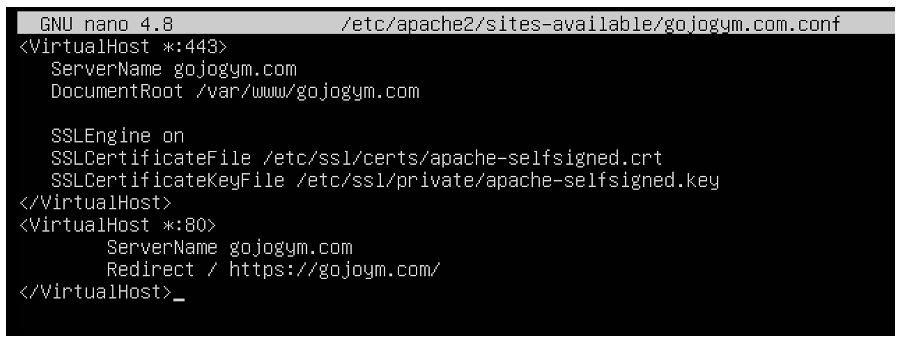 GNU nano 4.8 /etc/apache2/sites-available/gojogym.com.conf
<VirtualHost *:443>
ServerName gojogym.com
DocumentRoot /var/www/gojogym.com
SSLEngine on
SSLCertificateFile /etc/ssl/certs/apache-selfsigned.crt
SSLCertificateKeyFile /etc/ssl/private/apache-selfsigned.key
</VirtualHost>
<VirtualHost *:80>
ServerName gojogym.com
Redirect / https://gojoym.com/
</VirtualHost>